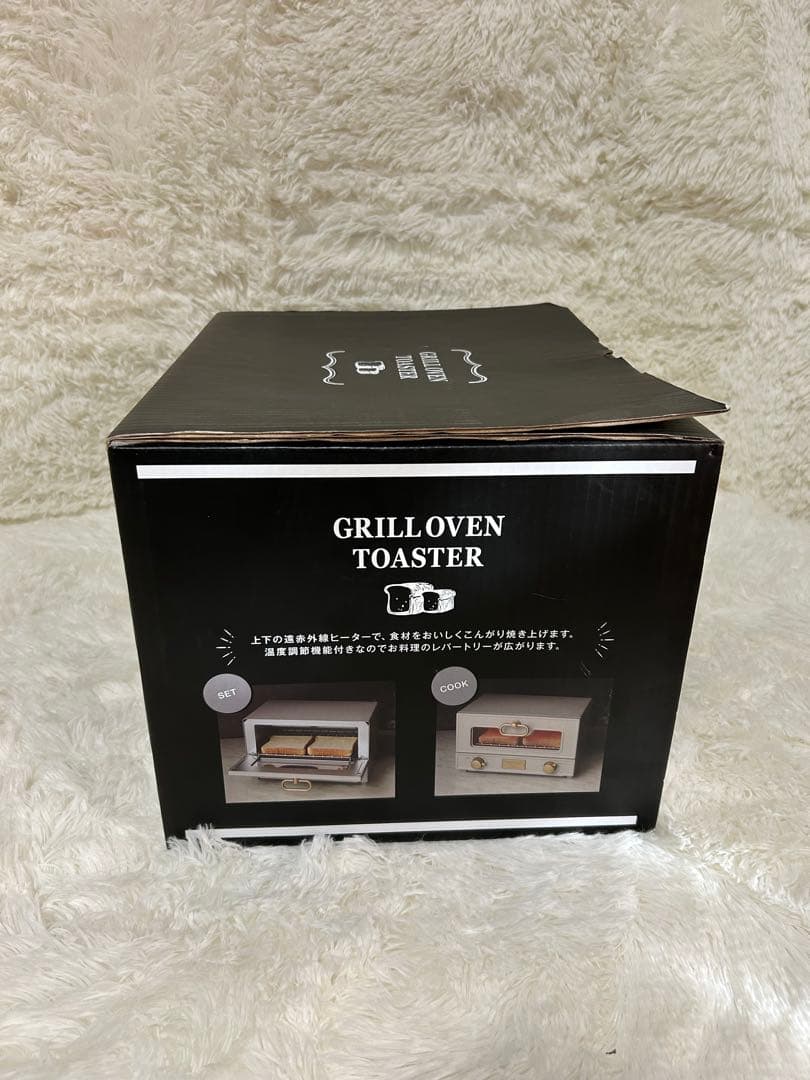 GRILL OVEN
TOASTER
GRILL OVEN
TOASTER
上下の遠赤外線ヒーターで、食材をおいしくこんがり焼き上げます。
温度調節機能付きなのでお料理のレパートリーが広がります。
SET
COOK